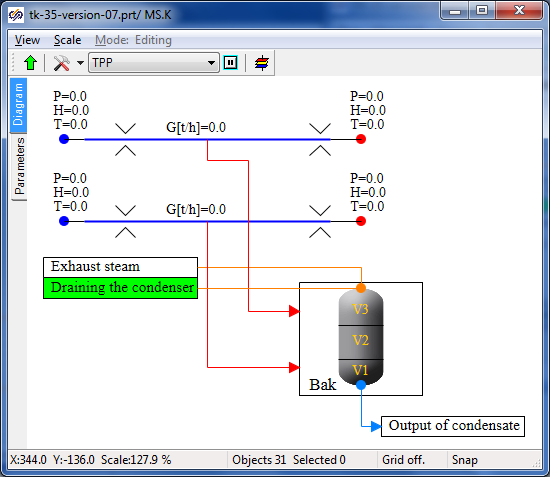 tk-35-version-07.prt/ MS.K
View Scale Mode: Editing
TPP
Diagram
Parameters
P=0.0
H=0.0
T=0.0
G[t/h]=0.0
P=0.0
H=0.0
T=0.0
P=0.0
H=0.0
T=0.0
G[t/h]=0.0
P=0.0
H=0.0
T=0.0
Exhaust steam
Draining the condenser
V3
V2
V1
Bak
Output of condensate
X:344.0 Y:-136.0 Scale:127.9 % Objects 31 Selected 0 Grid off. Snap